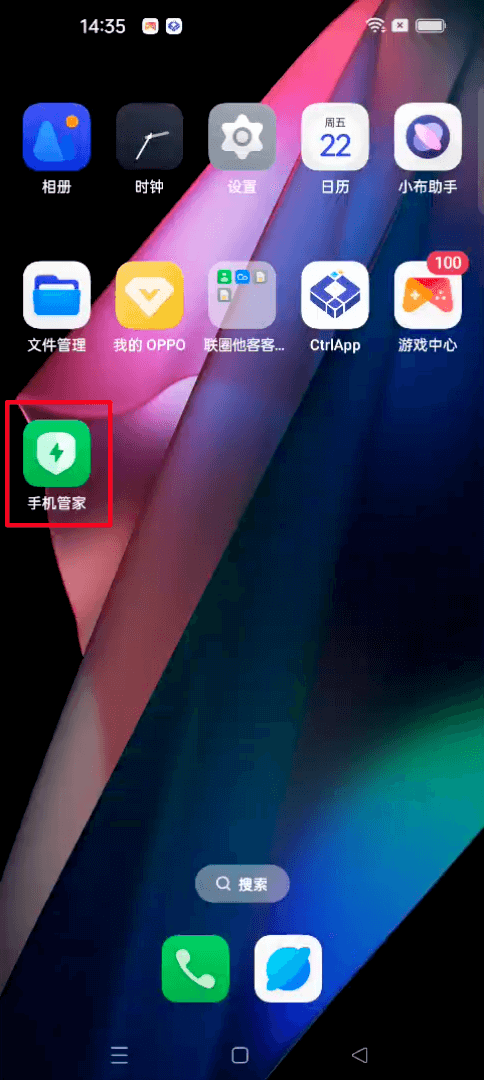 14:35
周五
22
相册
时钟
设置
日历
小布助手
100
文件管理
我的 OPPO
联圈他客客...
CtrlApp
游戏中心
手机管家
搜索